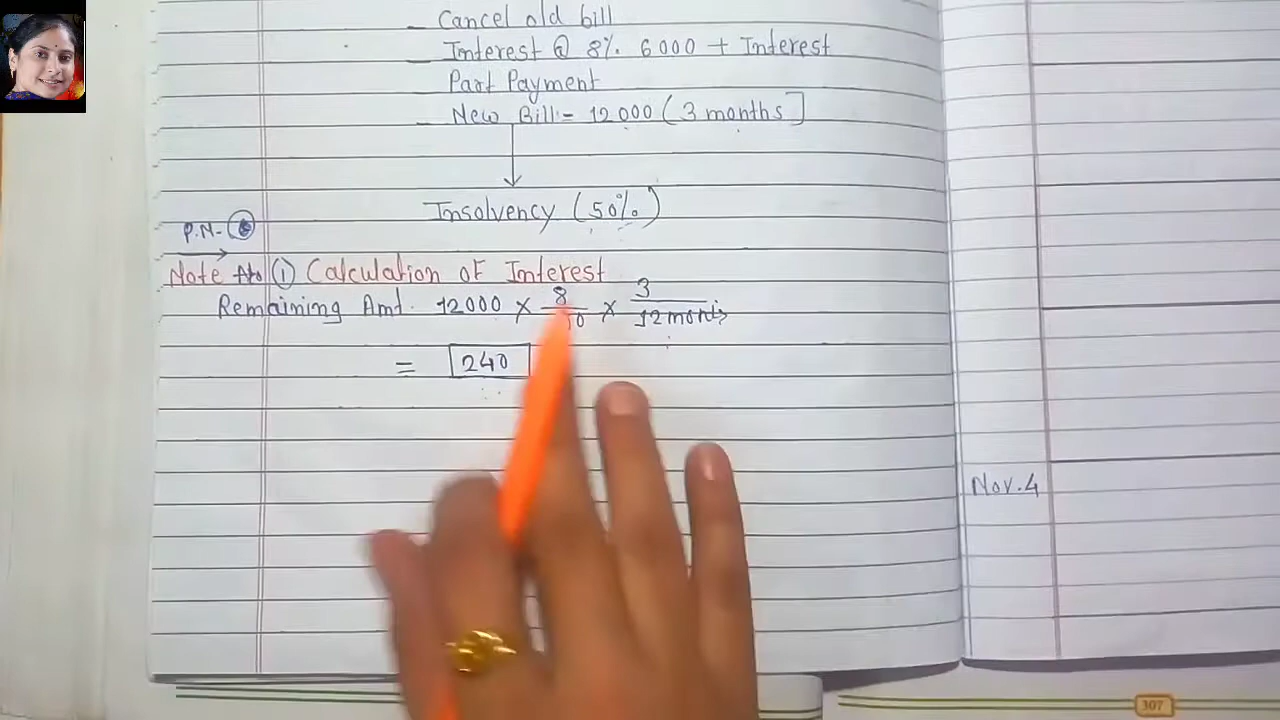 Cancel old bill
Interest @ 8%. 6000 + Interest
Part Payment
New Bill:- 12000 (3 months)
Insolvency (50%)
P.N-
Note No ① Calculation of Interest
Remaining Amt. 12000 × 8 × 3
12 months
= 240
Nov.4
307